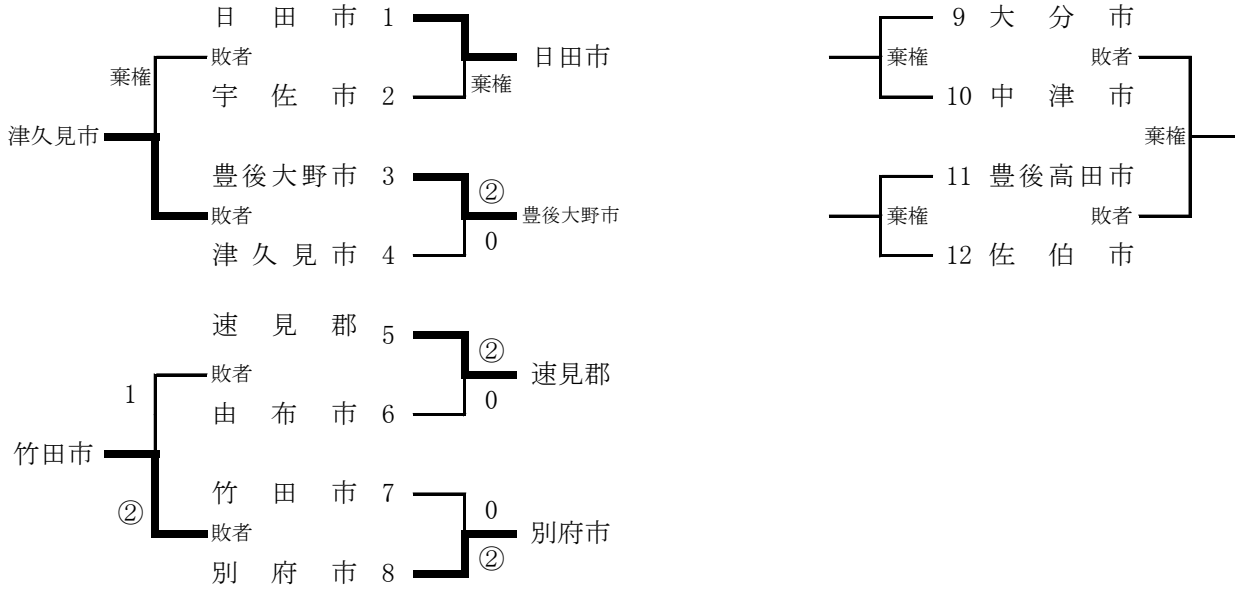 日田市 1
敗者
棄権
日田市
棄権
宇佐市 2
津久見市
豊後大野市 3
②
敗者
豊後大野市
0
津久見市 4
速見郡 5
②
敗者
速見郡
1
0
由布市 6
竹田市
竹田市 7
0
②
敗者
別府市
②
別府市 8
9 大分市
棄権
敗者
10 中津市
棄権
11 豊後高田市
棄権
敗者
12 佐伯市